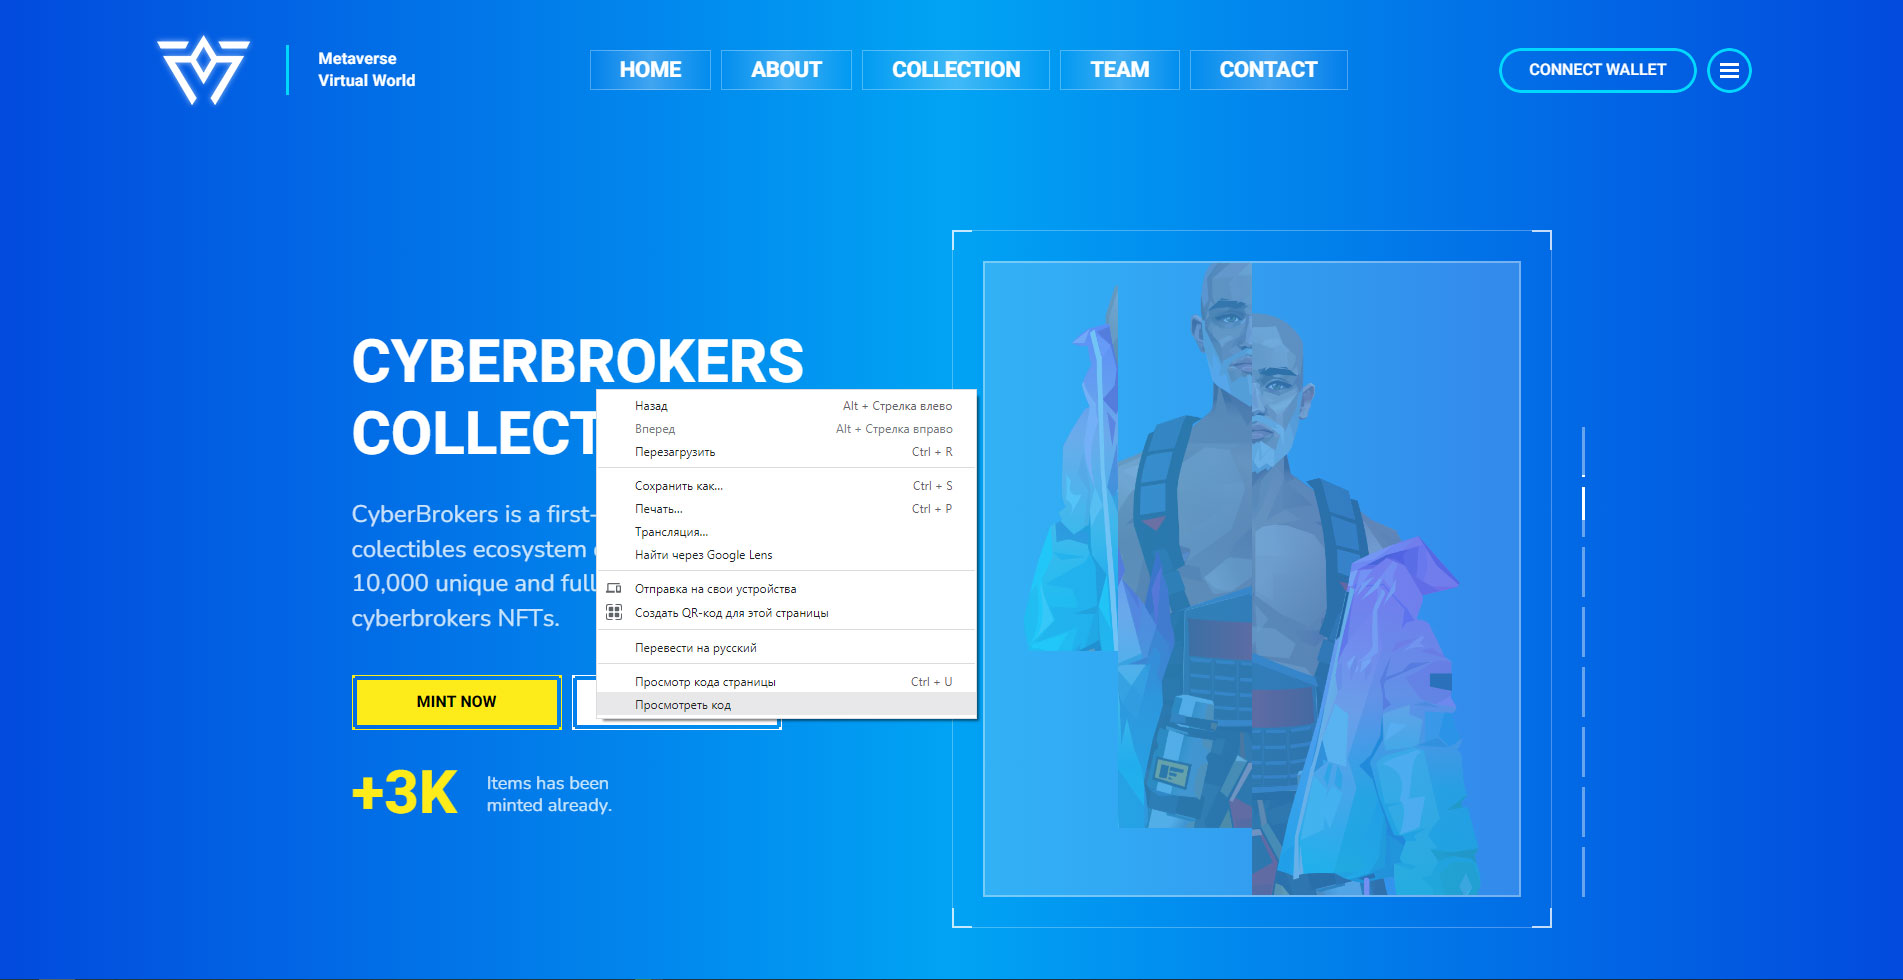 Metaverse
Virtual World
HOME ABOUT COLLECTION TEAM CONTACT
CONNECT WALLET
CYBERBROKERS
COLLECT
CyberBrokers is a first-
colectibles ecosystem
10,000 unique and full
cyberbrokers NFTs.
MINT NOW
+3K
Items has been
minted already.
Назад Alt + Стрелка влево
Вперед Alt + Стрелка вправо
Перезагрузить Ctrl + R
Сохранить как... Ctrl + S
Печать... Ctrl + P
Трансляция...
Найти через Google Lens
Отправка на свои устройства
Создать QR-код для этой страницы
Перевести на русский
Просмотр кода страницы Ctrl + U
Просмотреть код